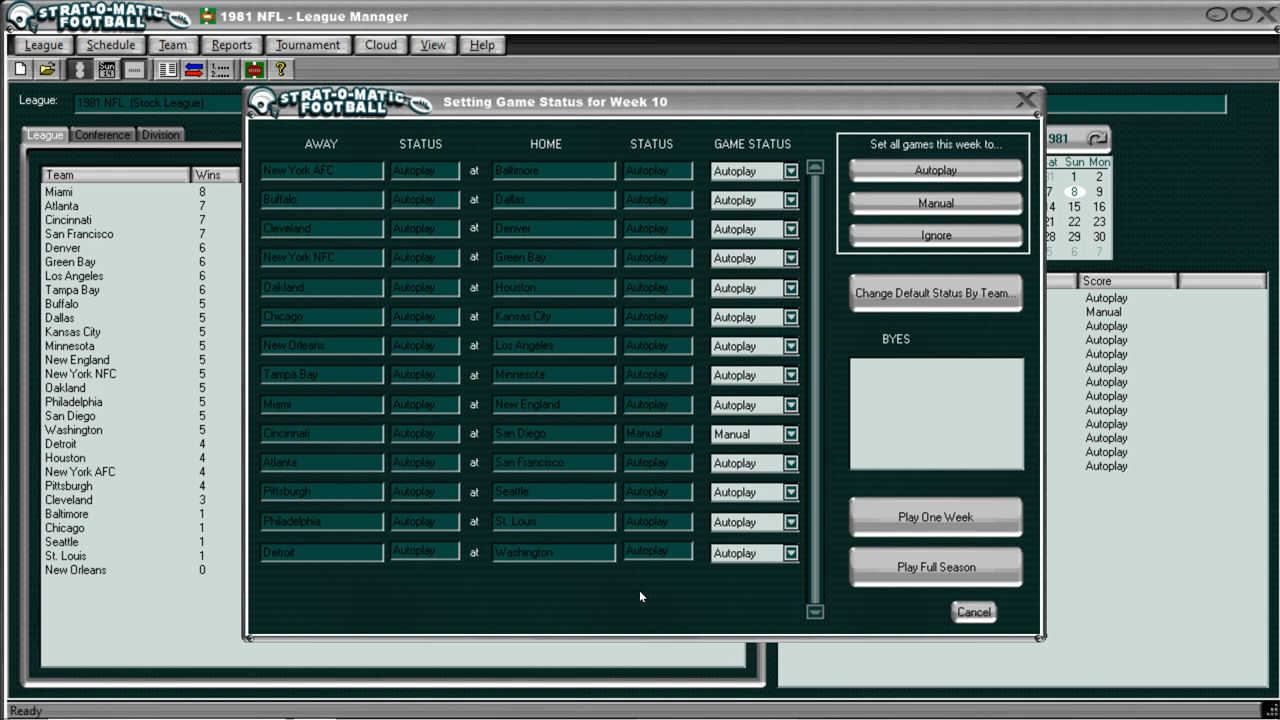 STRAT-O-MATIC FOOTBALL 1981 NFL - League Manager
League Schedule Team Reports Tournament Cloud View Help
Sun 14
League: 1981 NFL (Stock League)
STRAT-O-MATIC FOOTBALL Setting Game Status for Week 10
League Conference Division
Team Wins
Miami 8
Atlanta 7
Cincinnati 7
San Francisco 7
Denver 6
Green Bay 6
Los Angeles 6
Tampa Bay 6
Buffalo 5
Dallas 5
Kansas City 5
Minnesota 5
New England 5
New York NFC 5
Oakland 5
Philadelphia 5
San Diego 5
Washington 5
Detroit 4
Houston 4
New York AFC 4
Pittsburgh 4
Cleveland 3
Baltimore 1
Chicago 1
Seattle 1
St. Louis 1
New Orleans 0
AWAY STATUS HOME STATUS GAME STATUS
New York AFC Autoplay at Baltimore Autoplay Autoplay
Buffalo Autoplay at Dallas Autoplay Autoplay
Cleveland Autoplay at Denver Autoplay Autoplay
New York NFC Autoplay at Green Bay Autoplay Autoplay
Oakland Autoplay at Houston Autoplay Autoplay
Chicago Autoplay at Kansas City Autoplay Autoplay
New Orleans Autoplay at Los Angeles Autoplay Autoplay
Tampa Bay Autoplay at Minnesota Autoplay Autoplay
Miami Autoplay at New England Autoplay Autoplay
Cincinnati Autoplay at San Diego Manual Manual
Atlanta Autoplay at San Francisco Autoplay Autoplay
Pittsburgh Autoplay at Seattle Autoplay Autoplay
Philadelphia Autoplay at St. Louis Autoplay Autoplay
Detroit Autoplay at Washington Autoplay Autoplay
Set all games this week to...
Autoplay
Manual
Ignore
Change Default Status By Team...
BYES
Play One Week
Play Full Season
Cancel
981
at Sun Mon
1 2
7 8 9
14 15 16
21 22 23
28 29 30
5 6 7
Score
Autoplay
Manual
Autoplay
Autoplay
Autoplay
Autoplay
Autoplay
Autoplay
Autoplay
Autoplay
Autoplay
Autoplay
Autoplay
Ready